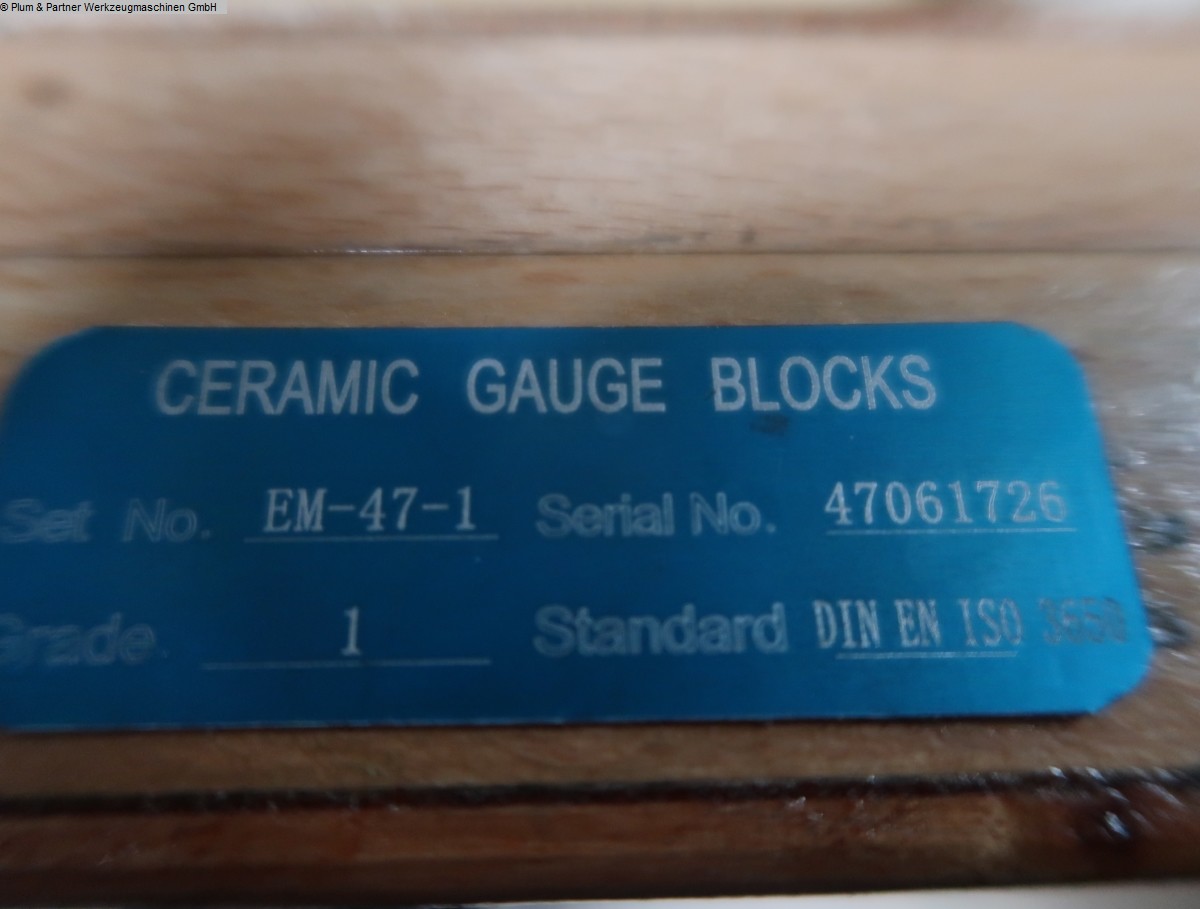 © Plum & Partner Werkzeugmaschinen GmbH
CERAMIC GAUGE BLOCKS
Set No. EM-47-1 Serial No. 47061726
Grade 1 Standard DIN EN ISO 3650